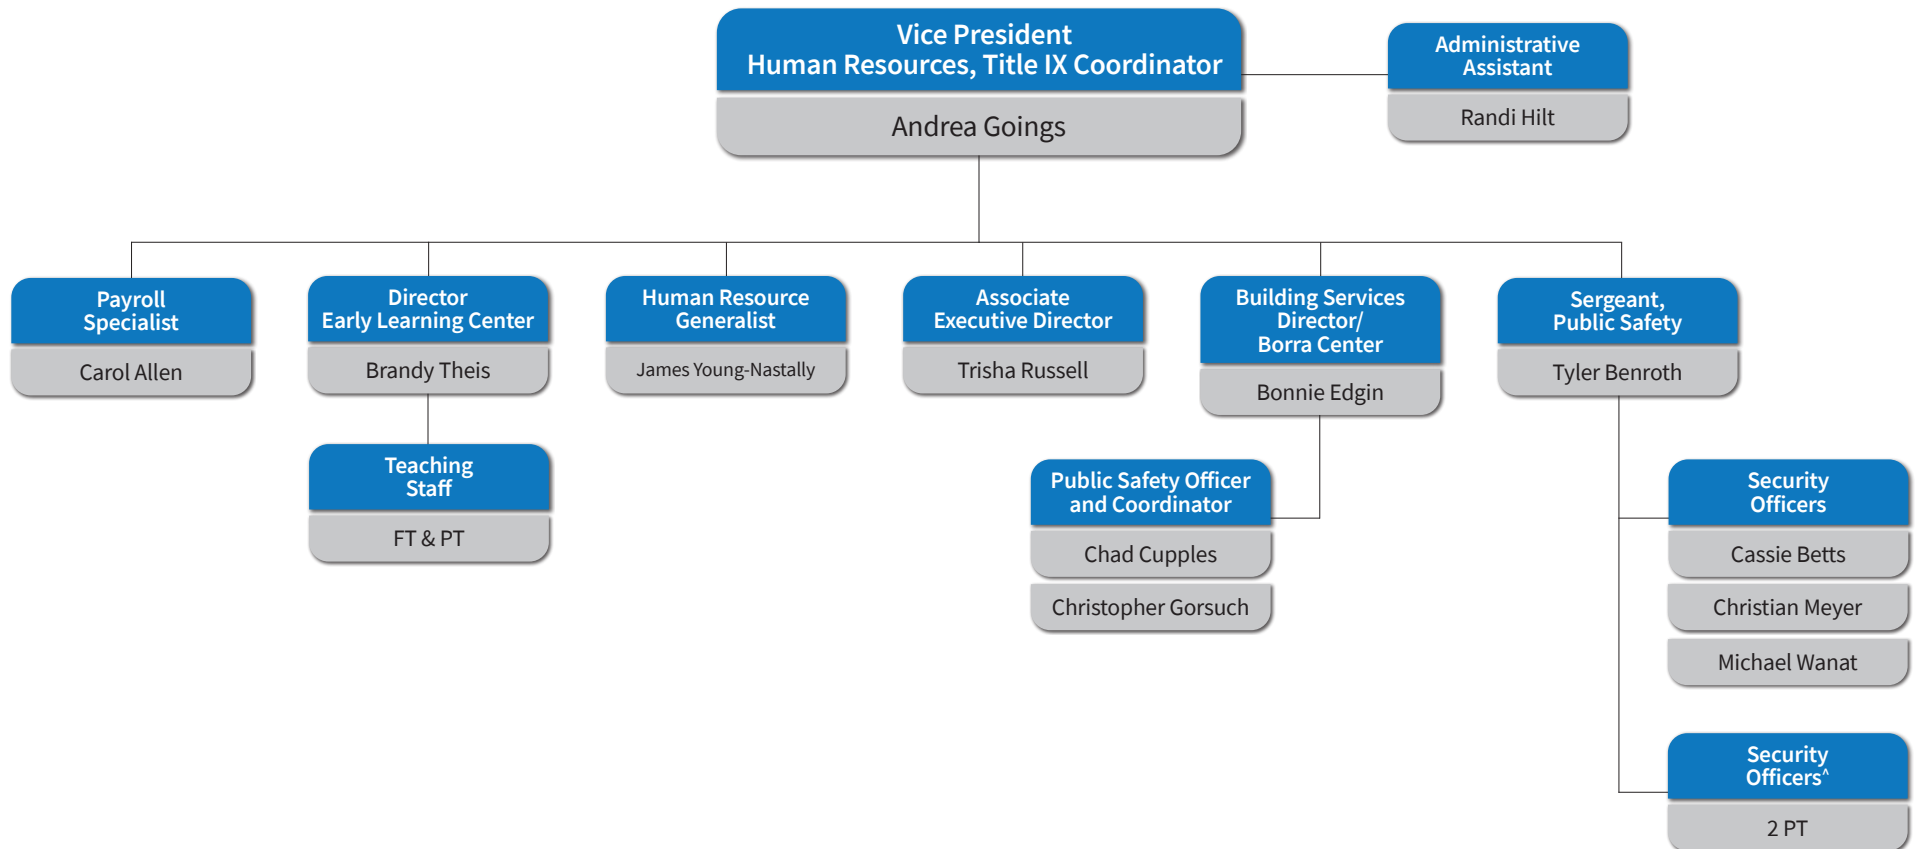 Vice President
Human Resources, Title IX Coordinator
Andrea Goings
Administrative
Assistant
Randi Hilt
Payroll
Specialist
Carol Allen
Director
Early Learning Center
Brandy Theis
Human Resource
Generalist
James Young-Nastally
Associate
Executive Director
Trisha Russell
Building Services
Director/
Borra Center
Bonnie Edgin
Sergeant,
Public Safety
Tyler Benroth
Teaching
Staff
FT & PT
Public Safety Officer
and Coordinator
Chad Cupples
Christopher Gorsuch
Security
Officers
Cassie Betts
Christian Meyer
Michael Wanat
Security
Officers^
2 PT